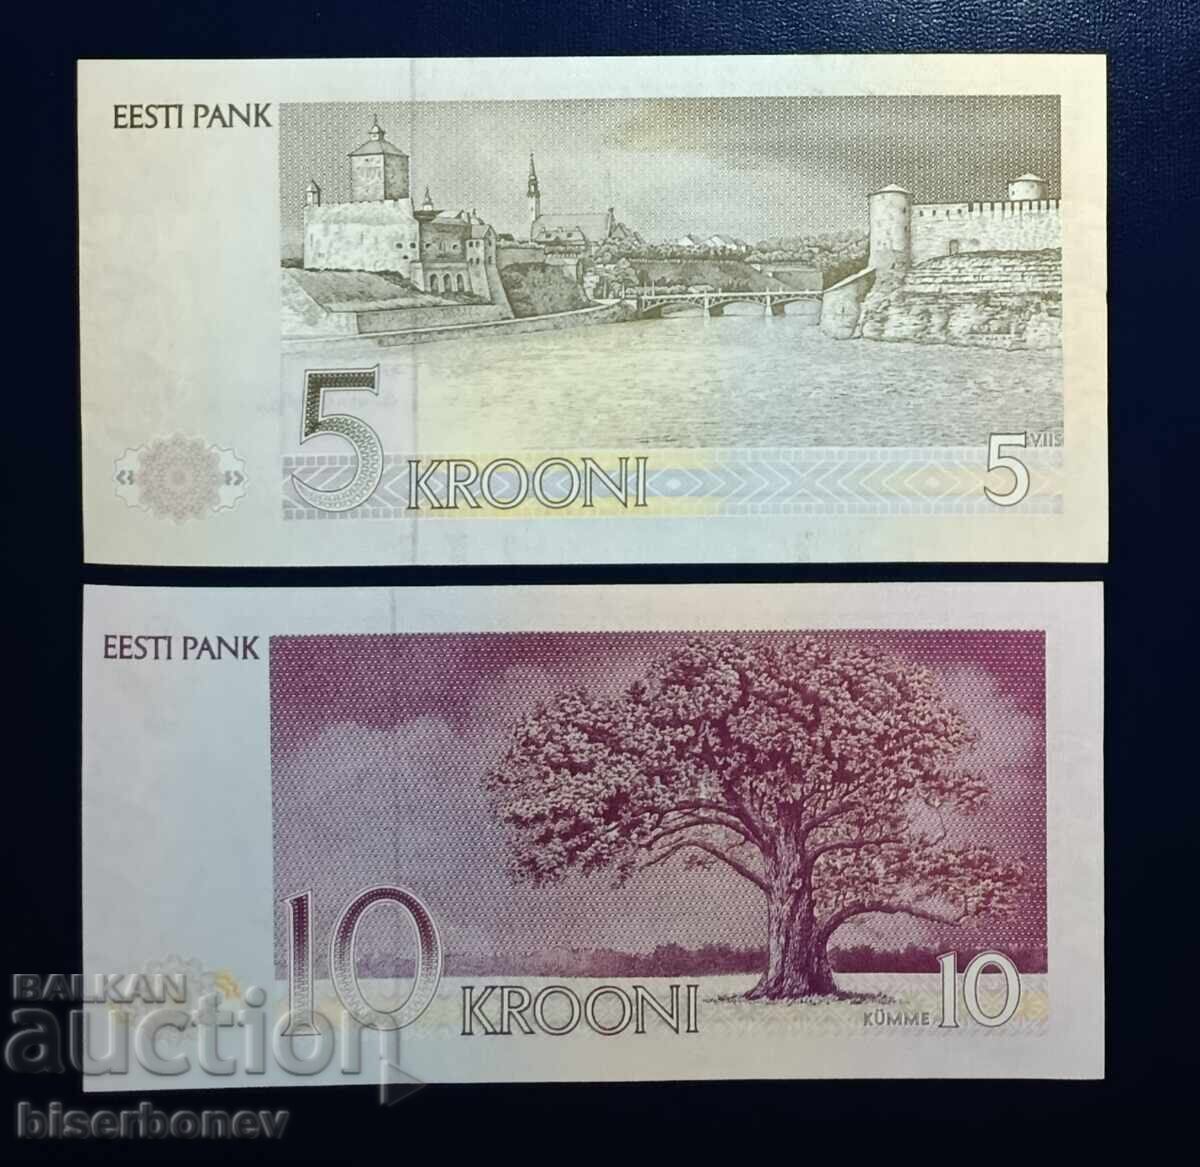 EESTI PANK
VIIS
5 KROONI 5
EESTI PANK
10 KROONI KÜMME 10
BALKAN
auction
biserbonev